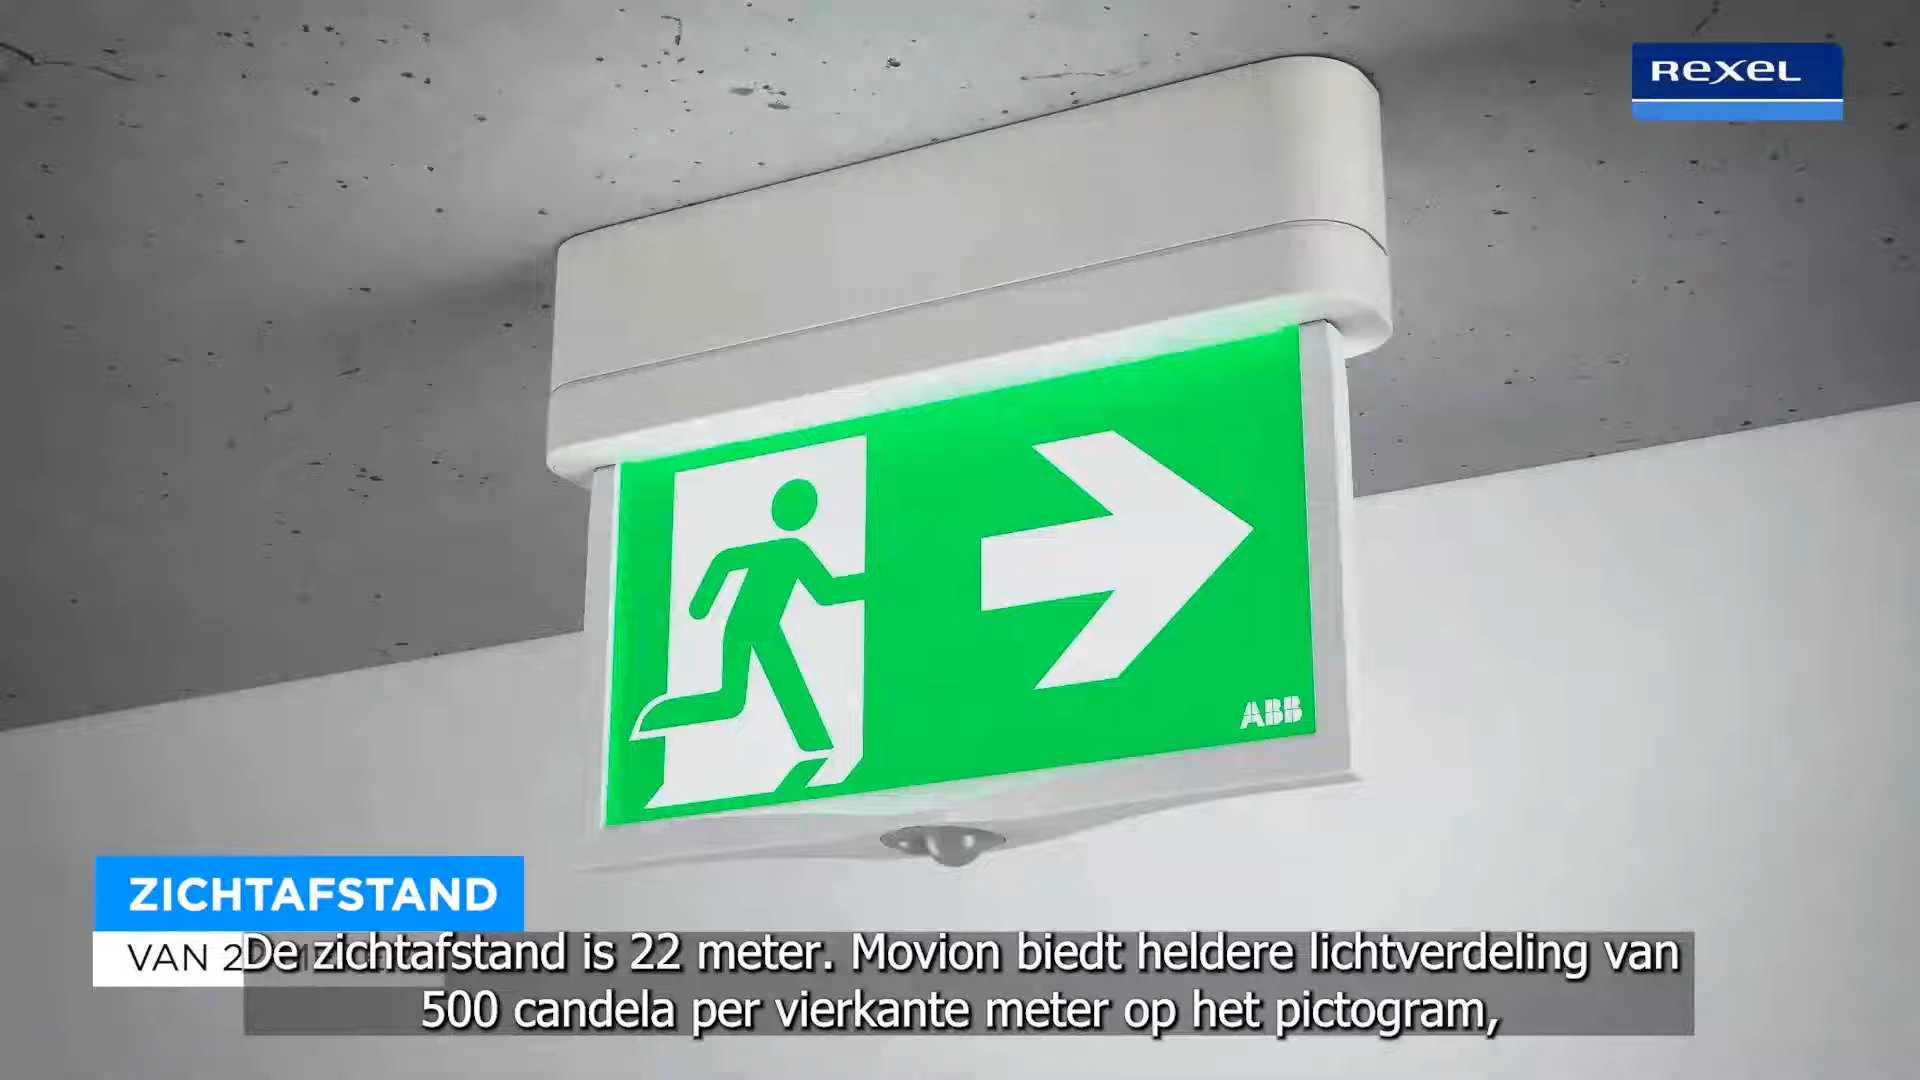 REXEL
ABB
ZICHTAFSTAND
VAN
De zichtafstand is 22 meter. Movion biedt heldere lichtverdeling van
500 candela per vierkante meter op het pictogram,